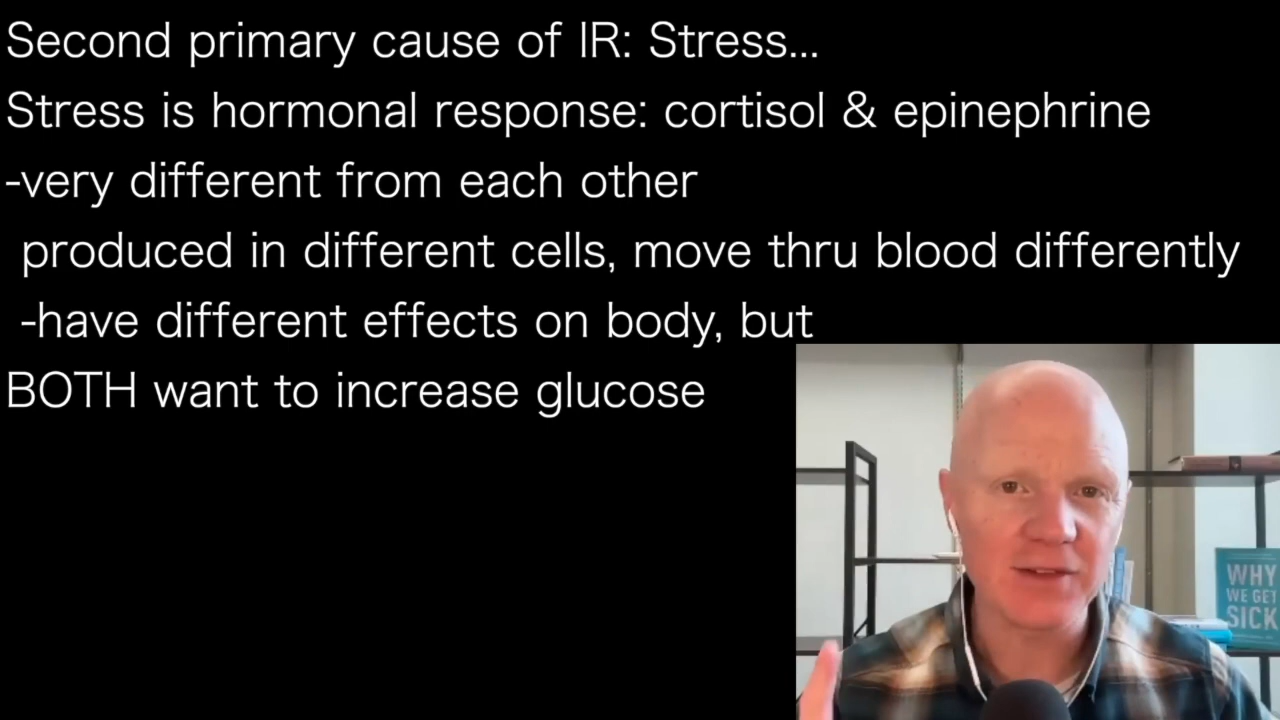 Second primary cause of IR: Stress...
Stress is hormonal response: cortisol & epinephrine
-very different from each other
produced in different cells, move thru blood differently
-have different effects on body, but
BOTH want to increase glucose
WHY
WE GET
SICK